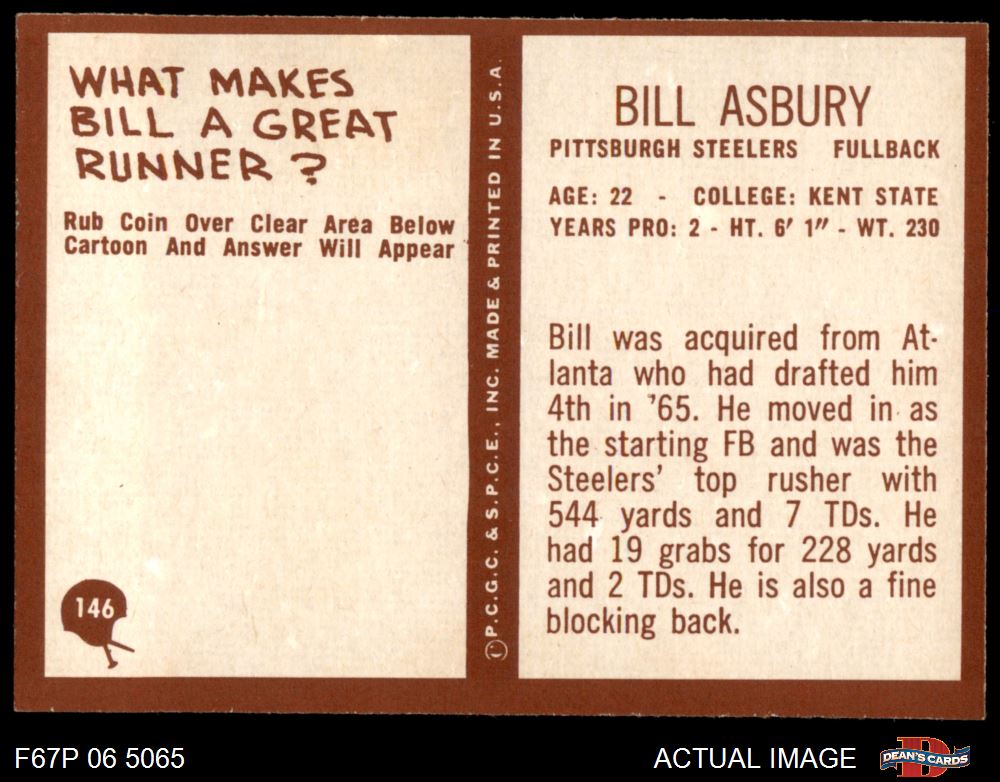 WHAT MAKES
BILL A GREAT
RUNNER?
Rub Coin Over Clear Area Below
Cartoon And Answer Will Appear
146
©P.C.G.C. & S.P.C.E., INC. MADE & PRINTED IN U.S.A.
BILL ASBURY
PITTSBURGH STEELERS FULLBACK
AGE: 22 - COLLEGE: KENT STATE
YEARS PRO: 2 - HT. 6' 1" - WT. 230
Bill was acquired from At-
lanta who had drafted him
4th in '65. He moved in as
the starting FB and was the
Steelers' top rusher with
544 yards and 7 TDs. He
had 19 grabs for 228 yards
and 2 TDs. He is also a fine
blocking back.
F67P 06 5065
ACTUAL IMAGE
DEAN'S CARDS